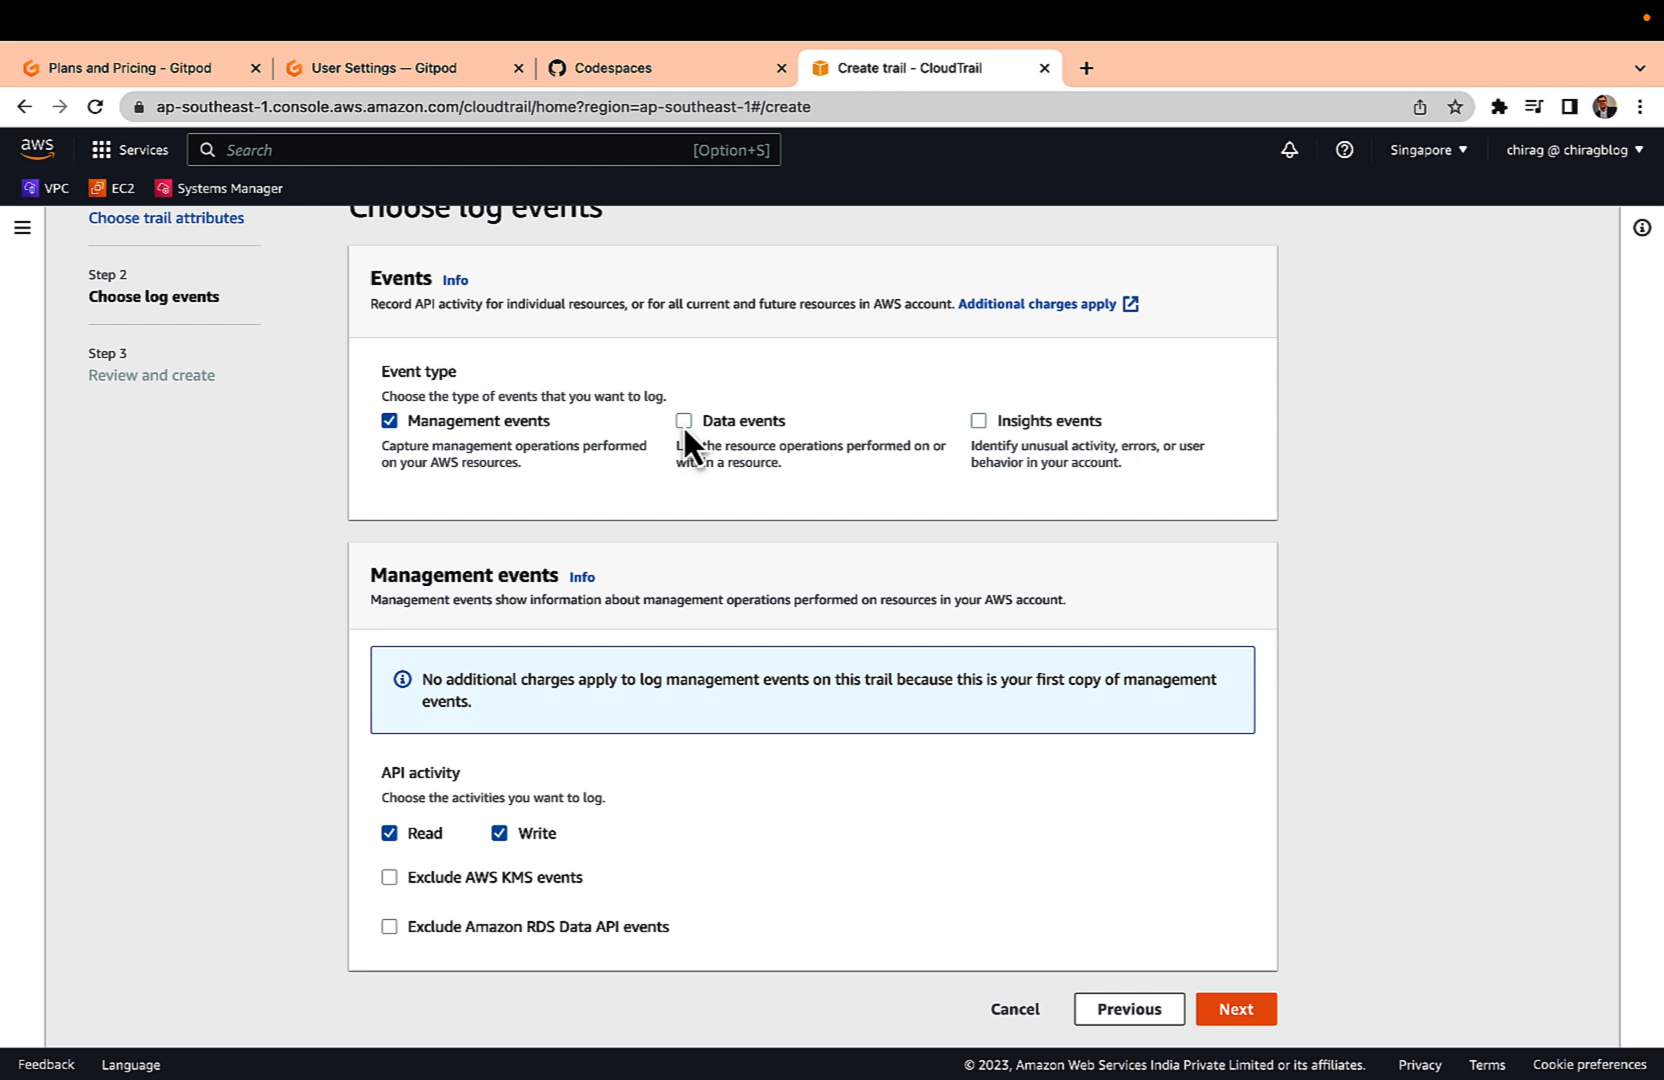 Plans and Pricing - Gitpod
User Settings — Gitpod
Codespaces
Create trail - CloudTrail
ap-southeast-1.console.aws.amazon.com/cloudtrail/home?region=ap-southeast-1#/create
aws
Services
Search
[Option+S]
Singapore
chirag @ chiragblog
VPC
EC2
Systems Manager
Choose trail attributes
Step 2
Choose log events
Step 3
Review and create
Choose log events
Events Info
Record API activity for individual resources, or for all current and future resources in AWS account. Additional charges apply
Event type
Choose the type of events that you want to log.
Management events
Capture management operations performed
on your AWS resources.
Data events
the resource operations performed on or
within a resource.
Insights events
Identify unusual activity, errors, or user
behavior in your account.
Management events Info
Management events show information about management operations performed on resources in your AWS account.
No additional charges apply to log management events on this trail because this is your first copy of management
events.
API activity
Choose the activities you want to log.
Read
Write
Exclude AWS KMS events
Exclude Amazon RDS Data API events
Cancel
Previous
Next
Feedback
Language
© 2023, Amazon Web Services India Private Limited or its affiliates.
Privacy
Terms
Cookie preferences